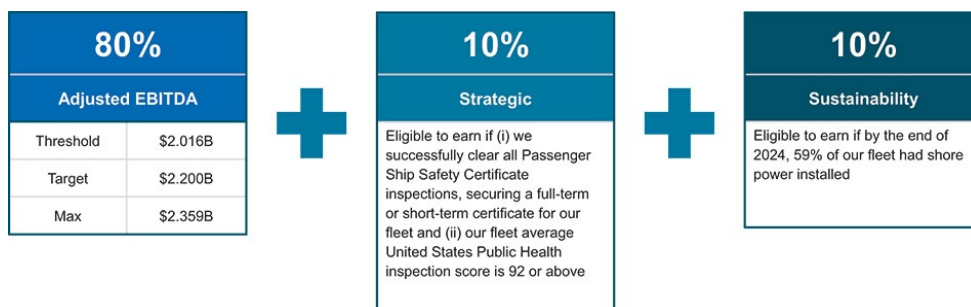 80%
Adjusted EBITDA
Threshold $2.016B
Target $2.200B
Max $2.359B
10%
Strategic
Eligible to earn if (i) we
successfully clear all Passenger
Ship Safety Certificate
inspections, securing a full-term
or short-term certificate for our
fleet and (ii) our fleet average
United States Public Health
inspection score is 92 or above
10%
Sustainability
Eligible to earn if by the end of
2024, 59% of our fleet had shore
power installed